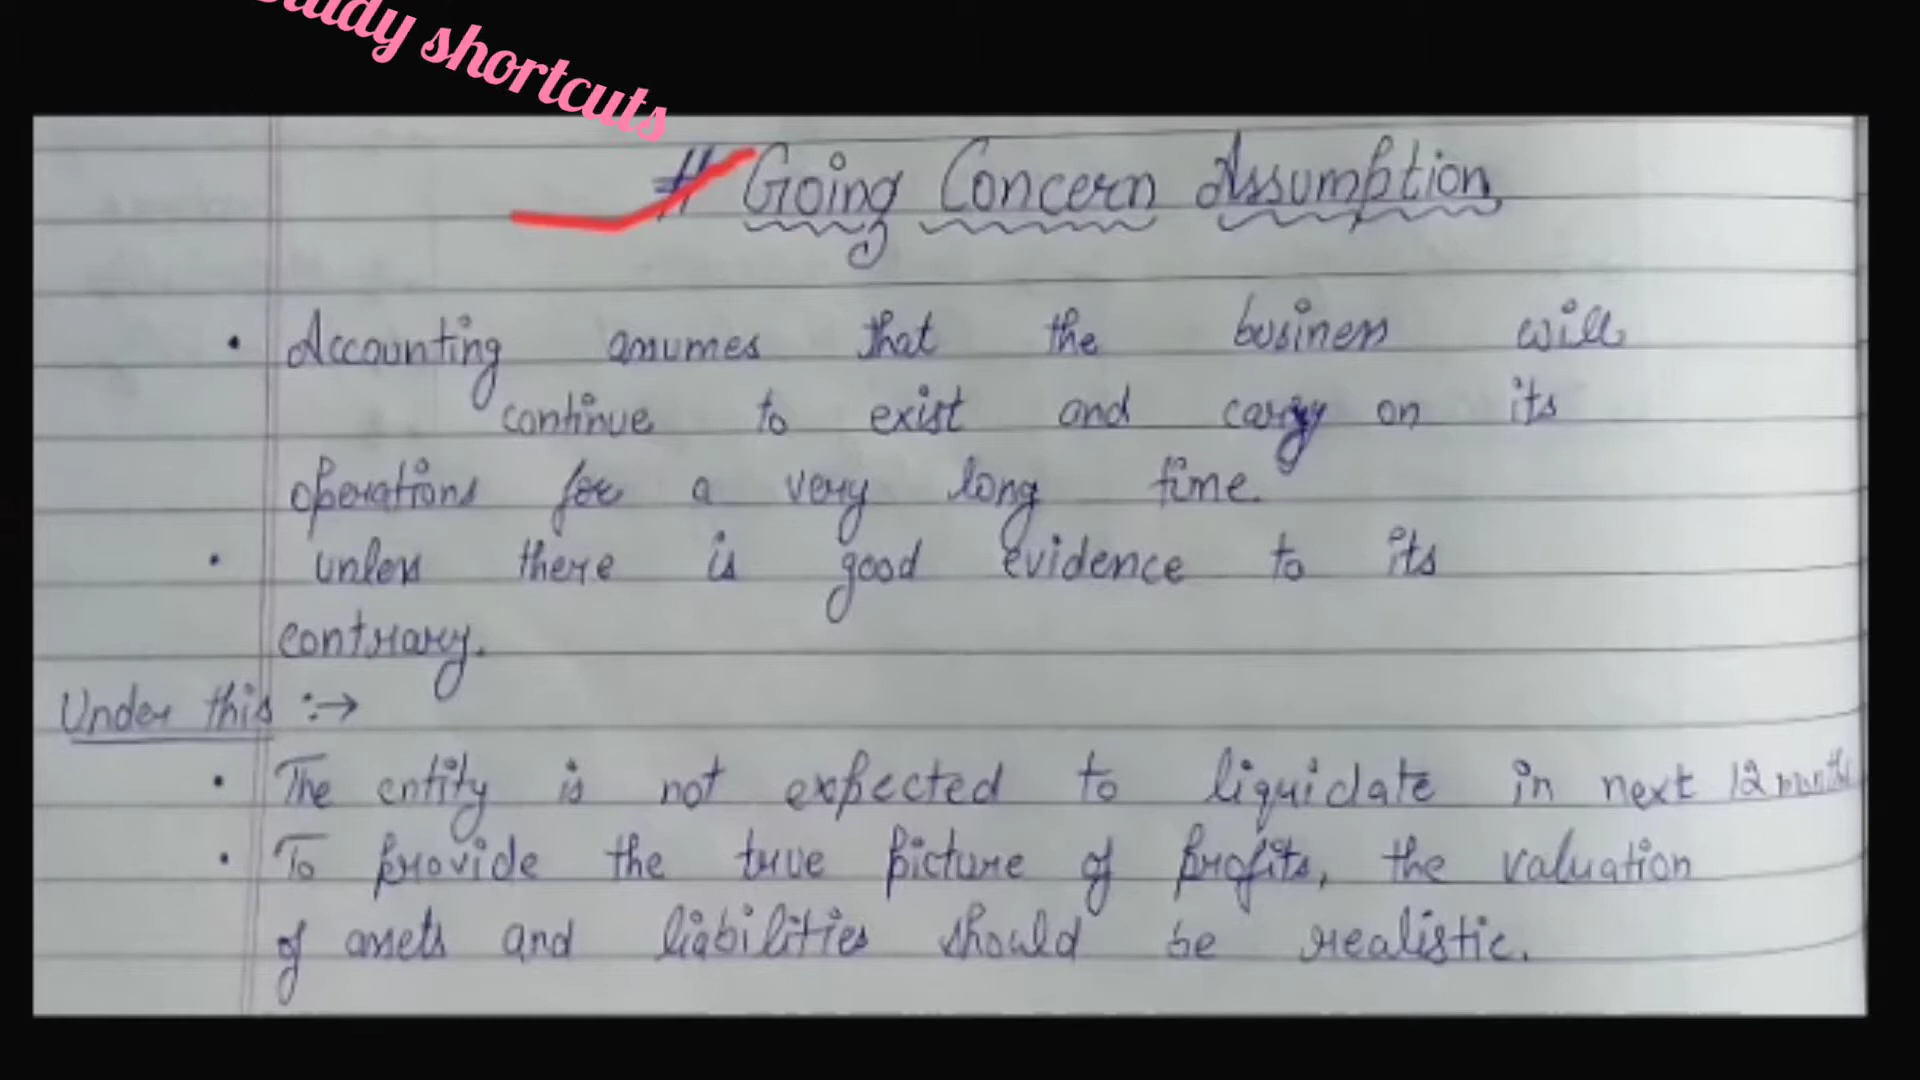 Study shortcuts
# Going Concern Assumption
• Accounting assumes that the business will
continue to exist and carry on its
operations for a very long time.
• unless there is good evidence to its
contrary.
Under this :→
• The entity is not expected to liquidate in next 12 months
• To provide the true picture of profits, the valuation
of assets and liabilities should be realistic.